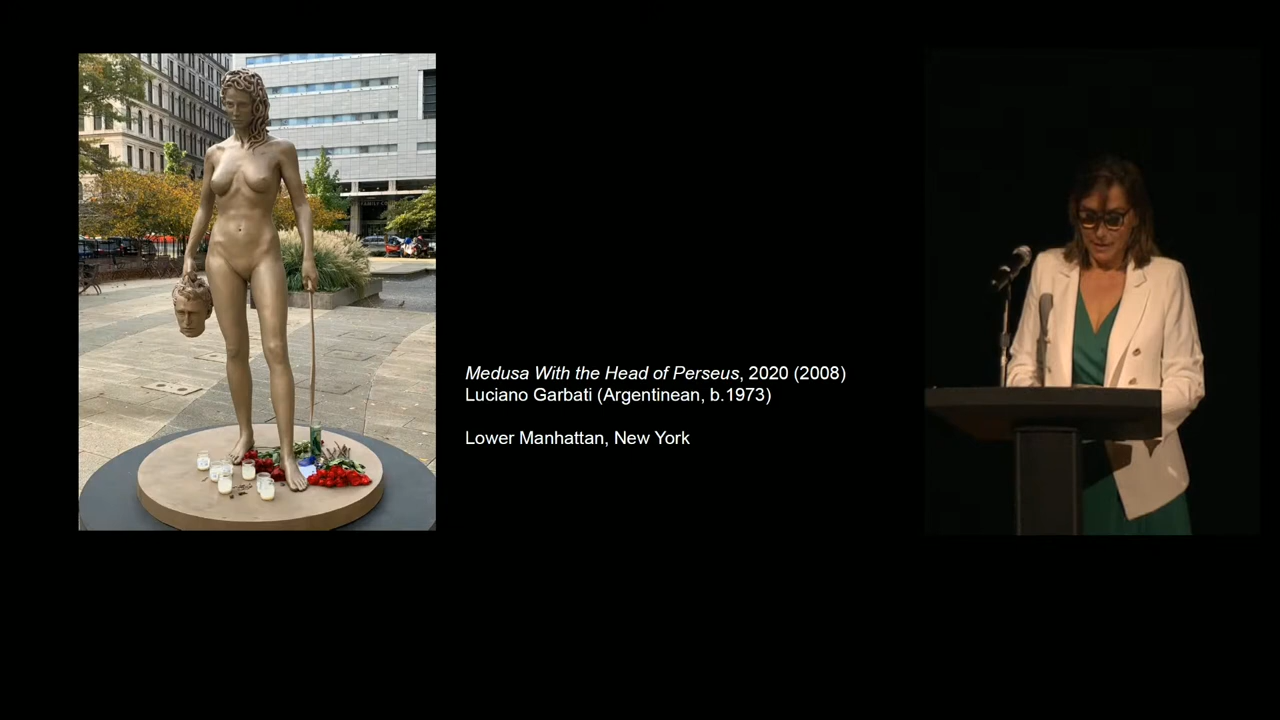 Medusa With the Head of Perseus, 2020 (2008)
Luciano Garbati (Argentinean, b.1973)
Lower Manhattan, New York